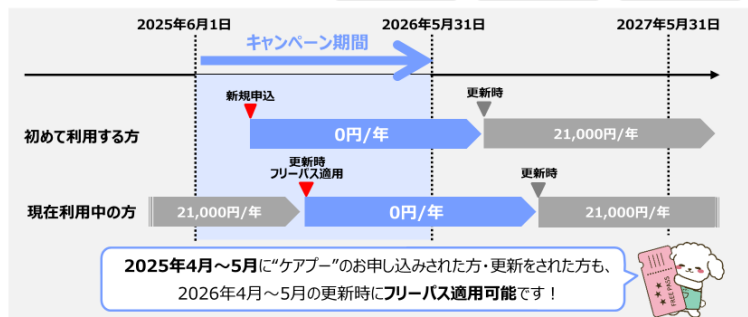 2025年6月1日 2026年5月31日 2027年5月31日
キャンペーン期間
新規申込 更新時
初めて利用する方 0円/年 21,000円/年
更新時
フリーパス適用 更新時
現在利用中の方 21,000円/年 0円/年 21,000円/年
2025年4月～5月に“ケアプー”のお申し込みされた方・更新をされた方も、
2026年4月～5月の更新時にフリーパス適用可能です！
FREE PASS